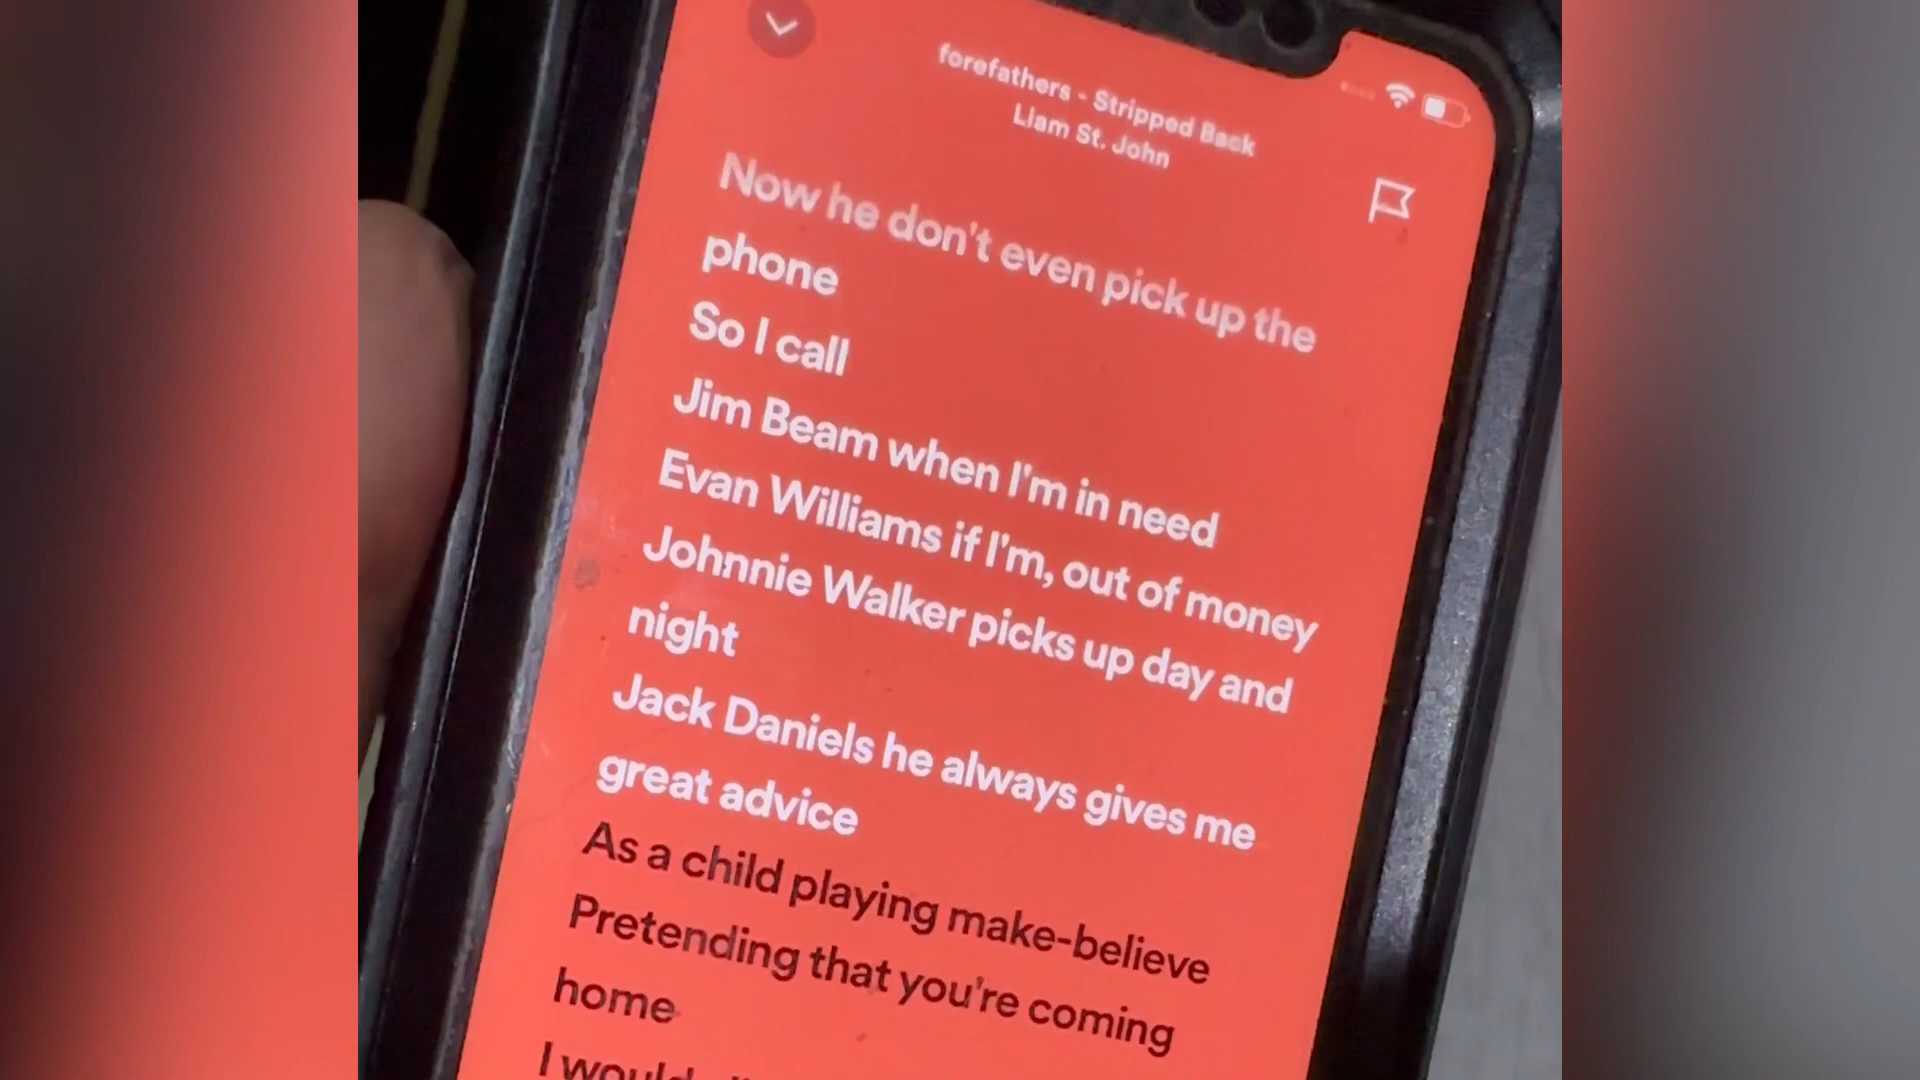 forefathers - Stripped Back
Liam St. John
Now he don't even pick up the
phone
So I call
Jim Beam when I'm in need
Evan Williams if I'm, out of money
Johnnie Walker picks up day and
night
Jack Daniels he always gives me
great advice
As a child playing make-believe
Pretending that you're coming
home
I would